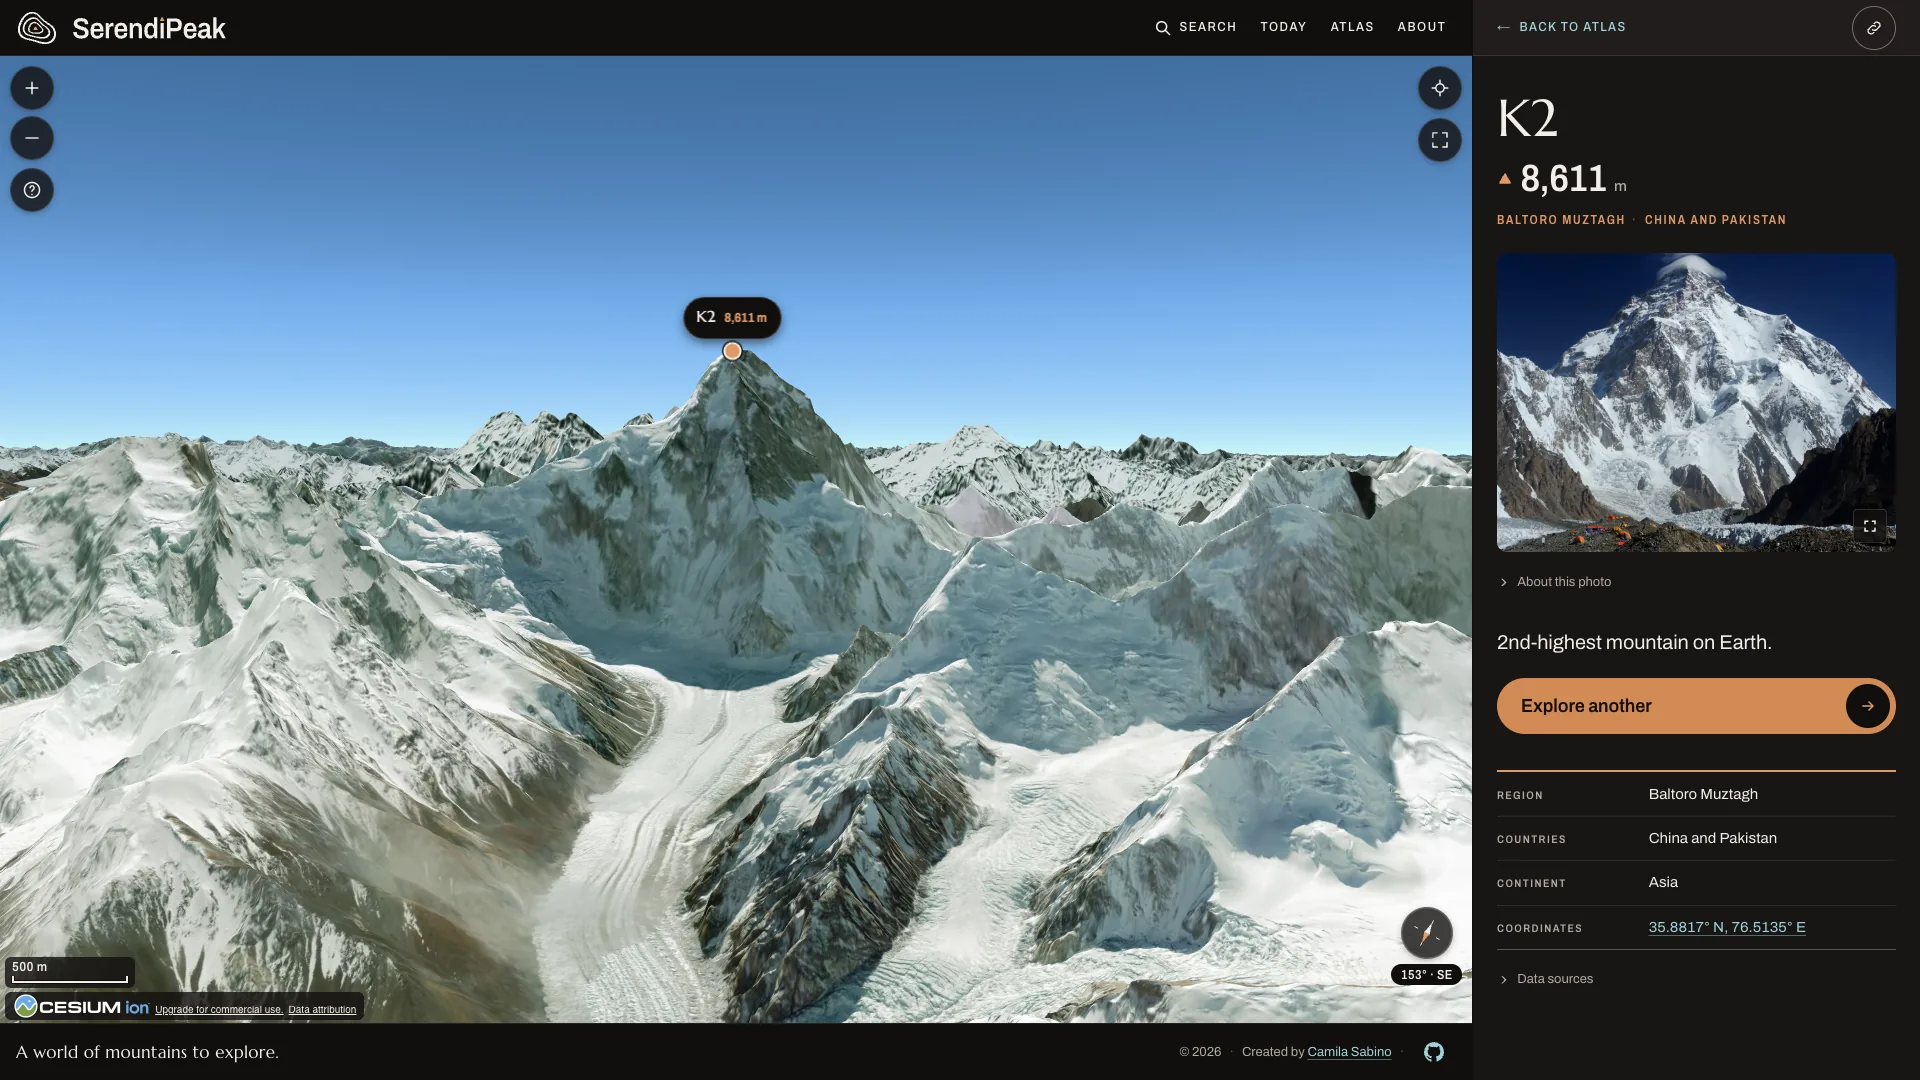 SerendiPeak
SEARCH TODAY ATLAS ABOUT
← BACK TO ATLAS
K2 8,611 m
K2
8,611 m
BALTORO MUZTAGH · CHINA AND PAKISTAN
About this photo
2nd-highest mountain on Earth.
Explore another
REGION Baltoro Muztagh
COUNTRIES China and Pakistan
CONTINENT Asia
COORDINATES 35.8817° N, 76.5135° E
Data sources
153° · SE
500 m
CESIUM ion Upgrade for commercial use. Data attribution
A world of mountains to explore.
© 2026 · Created by Camila Sabino ·